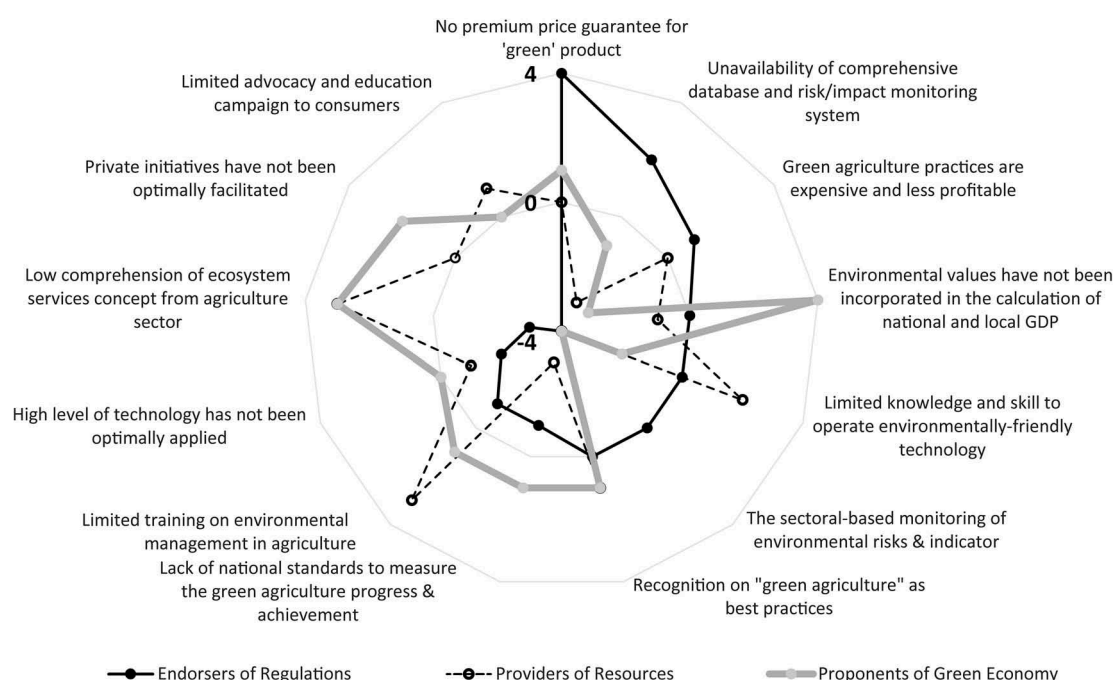 No premium price guarantee for
'green' product
4
Unavailability of comprehensive
database and risk/impact monitoring
system
Limited advocacy and education
campaign to consumers
Green agriculture practices are
expensive and less profitable
Private initiatives have not been
optimally facilitated
0
Environmental values have not been
incorporated in the calculation of
national and local GDP
Low comprehension of ecosystem
services concept from agriculture
sector
-4
Limited knowledge and skill to
operate environmentally-friendly
technology
High level of technology has not been
optimally applied
The sectoral-based monitoring of
environmental risks & indicator
Limited training on environmental
management in agriculture
Lack of national standards to measure
the green agriculture progress &
achievement
Recognition on "green agriculture" as
best practices
Endorsers of Regulations
Providers of Resources
Proponents of Green Economy